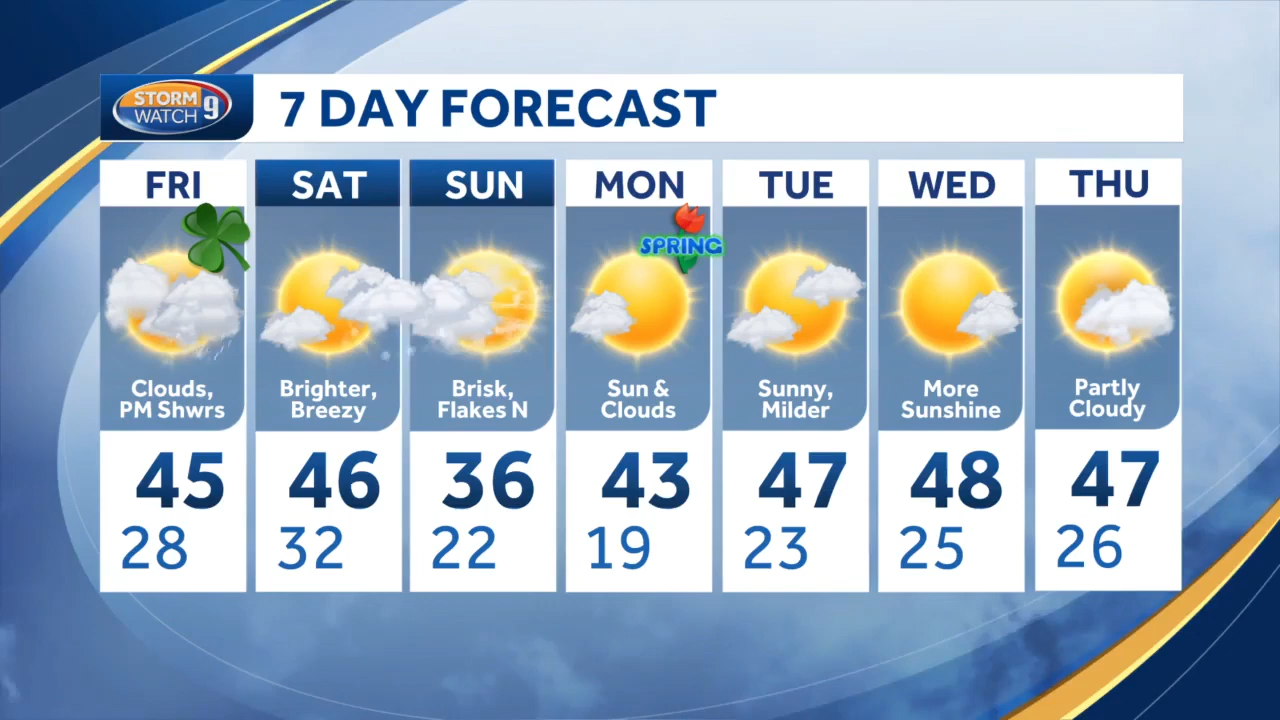 STORM
WATCH 9
7 DAY FORECAST
FRI
SAT
SUN
MON
TUE
WED
THU
SPRING
Clouds,
PM Shwrs
Brighter,
Breezy
Brisk,
Flakes N
Sun &
Clouds
Sunny,
Milder
More
Sunshine
Partly
Cloudy
45
46
36
43
47
48
47
28
32
22
19
23
25
26